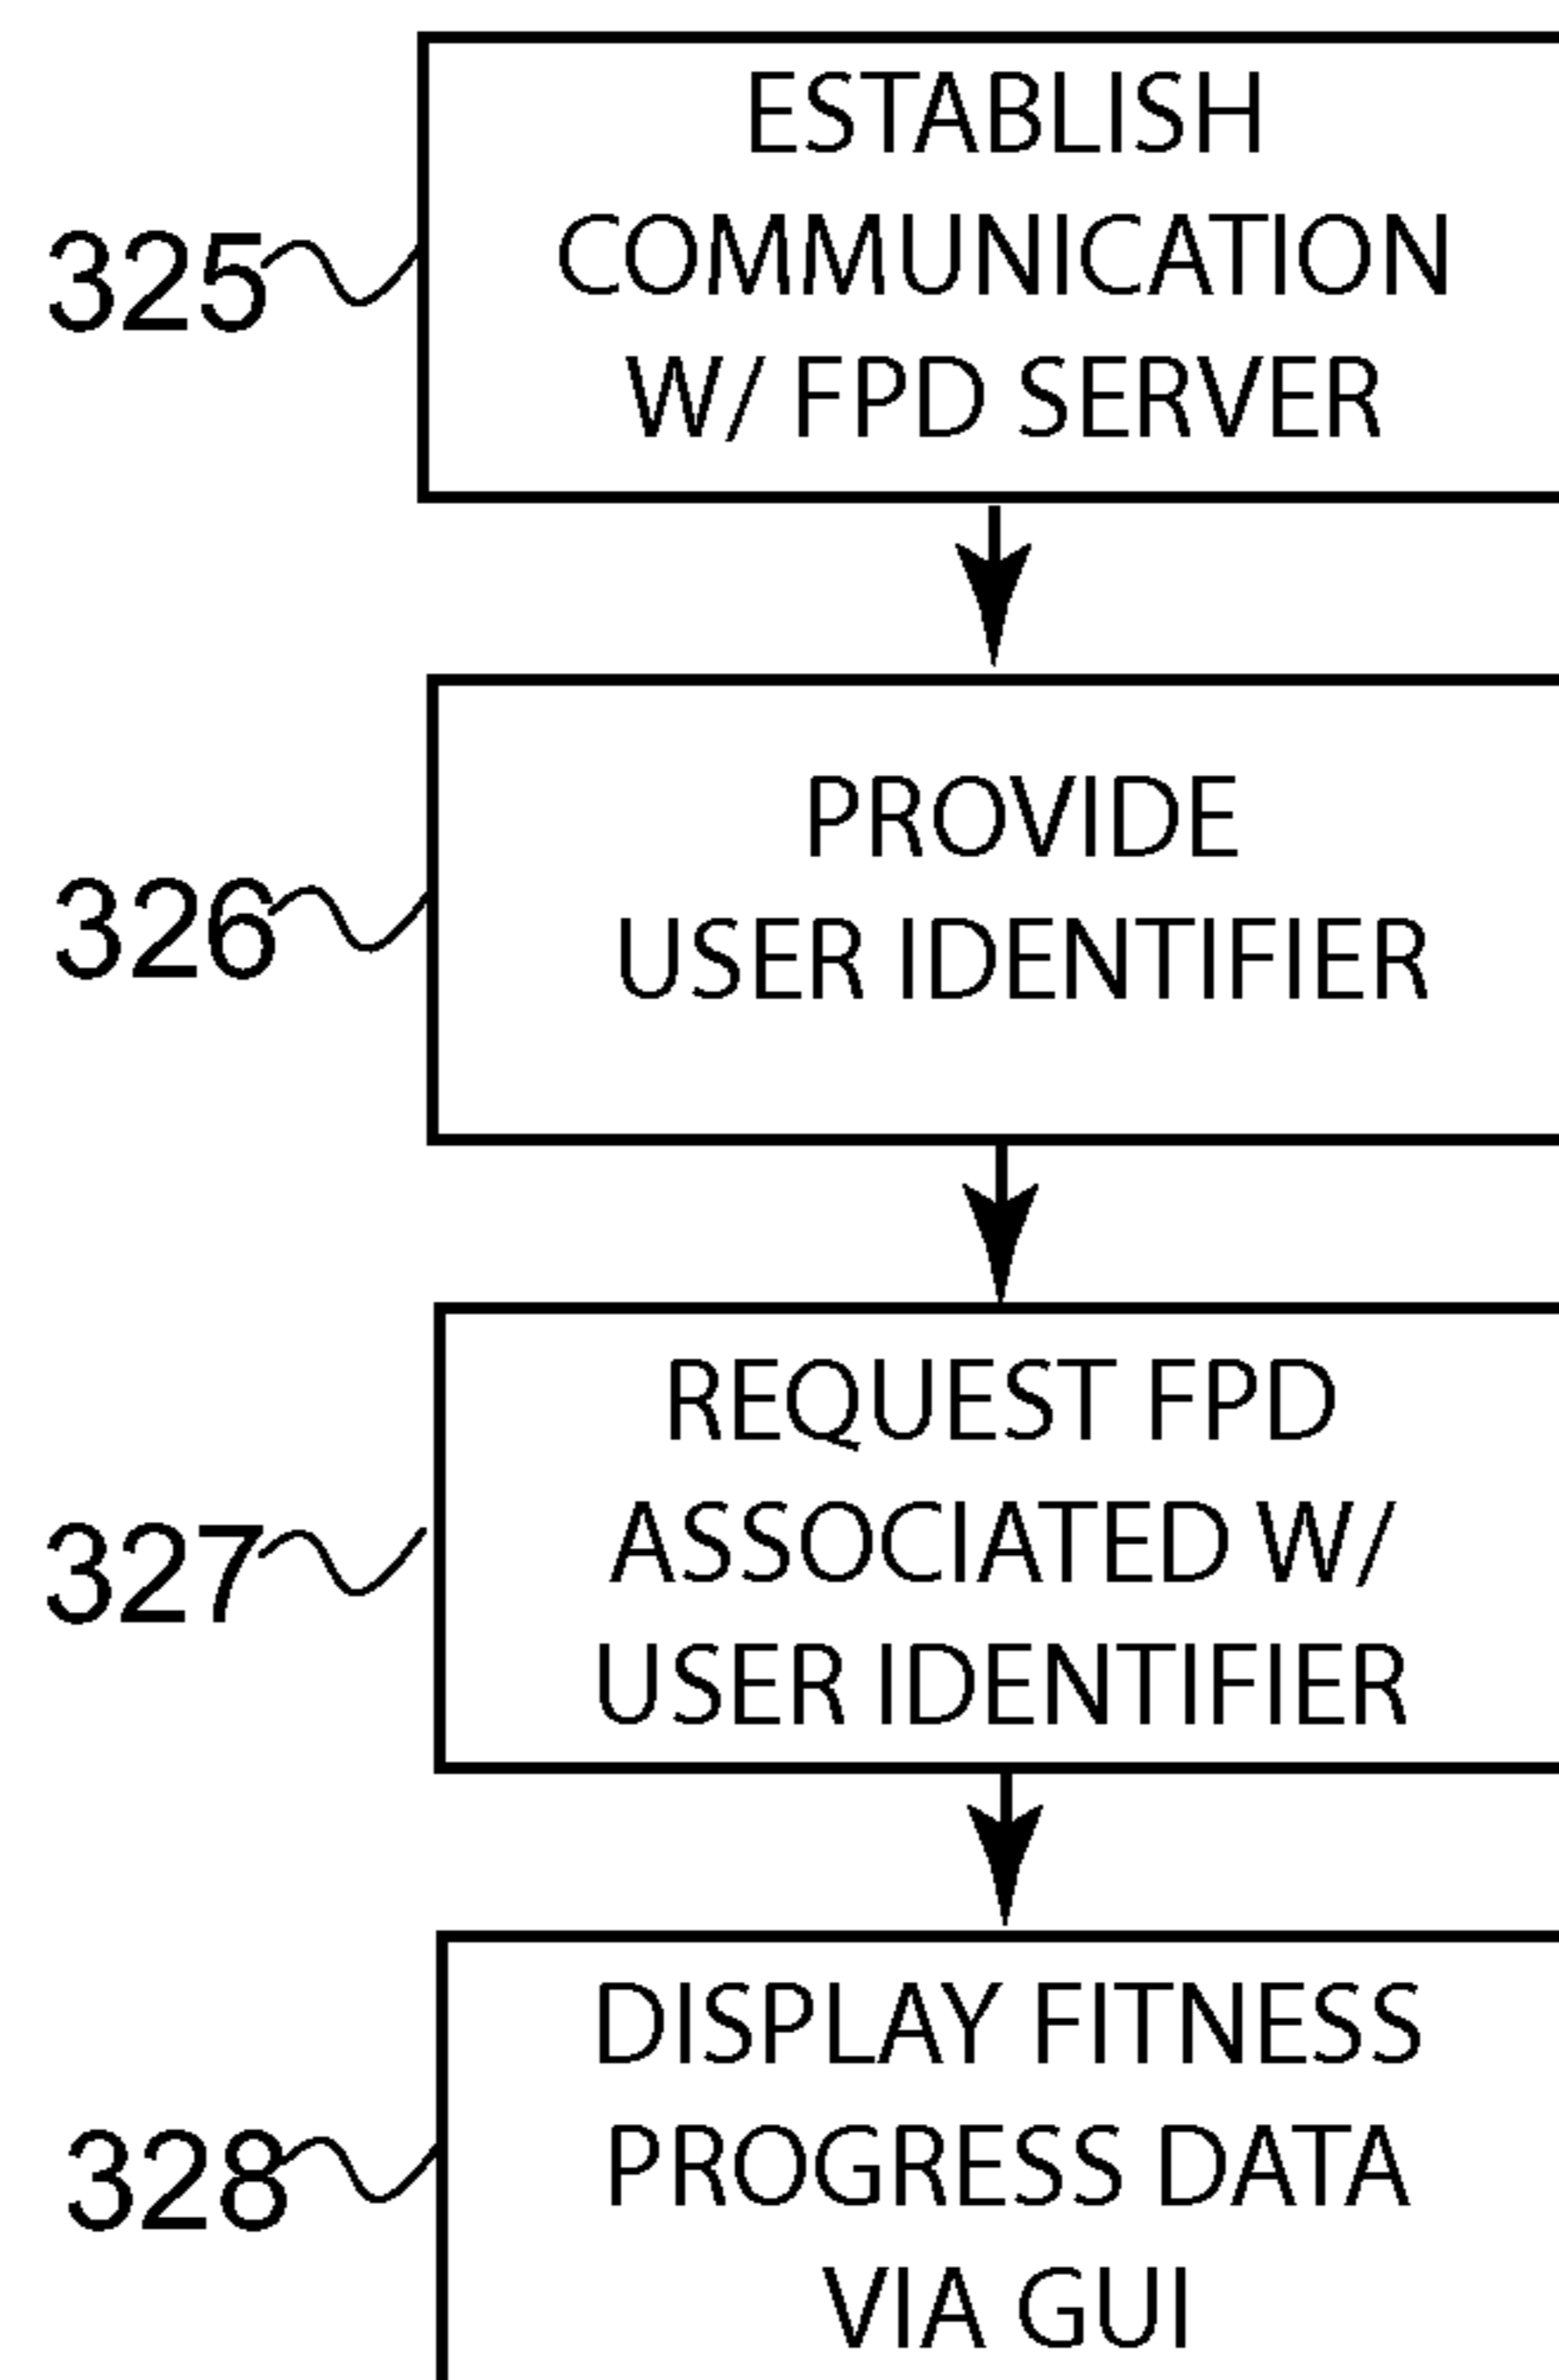 ESTABLISH
325
COMMUNICATION
W/ FPD SERVER
PROVIDE
326
USER IDENTIFIER
REQUEST FPD
327
ASSOCIATED W/
USER IDENTIFIER
DISPLAY FITNESS
328
PROGRESS DATA
VIA GUI